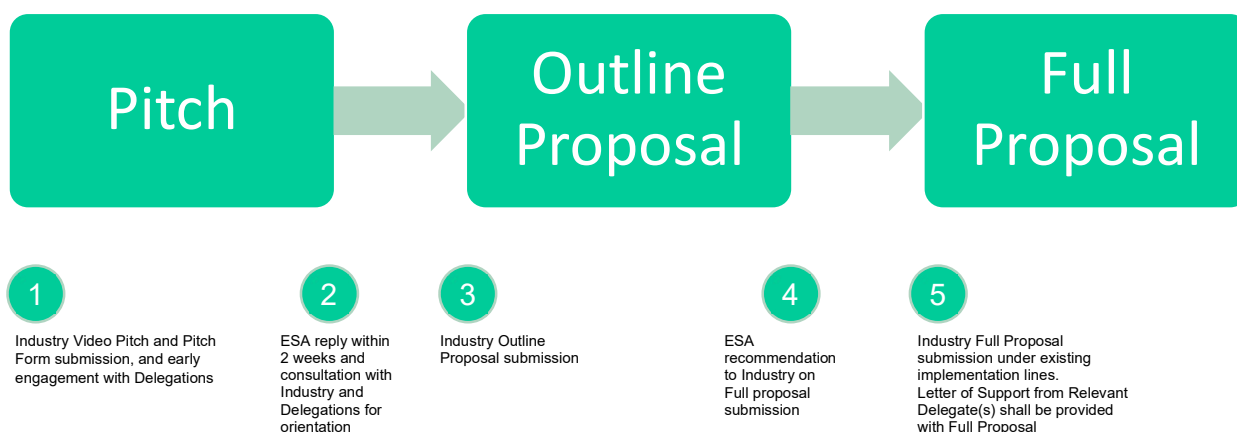 Pitch
Outline
Proposal
Full
Proposal
1
Industry Video Pitch and Pitch
Form submission, and early
engagement with Delegations
2
ESA reply within
2 weeks and
consultation with
Industry and
Delegations for
orientation
3
Industry Outline
Proposal submission
4
ESA
recommendation
to Industry on
Full proposal
submission
5
Industry Full Proposal
submission under existing
implementation lines.
Letter of Support from Relevant
Delegate(s) shall be provided
with Full Proposal